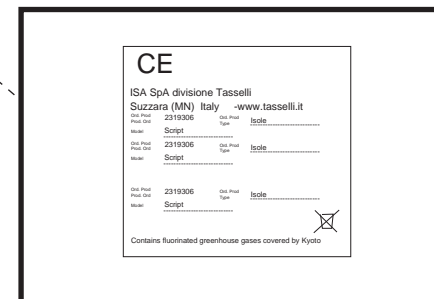 CE
ISA SpA divisione Tasselli
Suzzara (MN) Italy -www.tasselli.it
Ord. Prod
Prod. Ord 2319306 Ord. Prod
Type Isole
Model Script
Ord. Prod
Prod. Ord 2319306 Ord. Prod
Type Isole
Model Script
Ord. Prod
Prod. Ord 2319306 Ord. Prod
Type Isole
Model Script
Contains fluorinated greenhouse gases covered by Kyoto